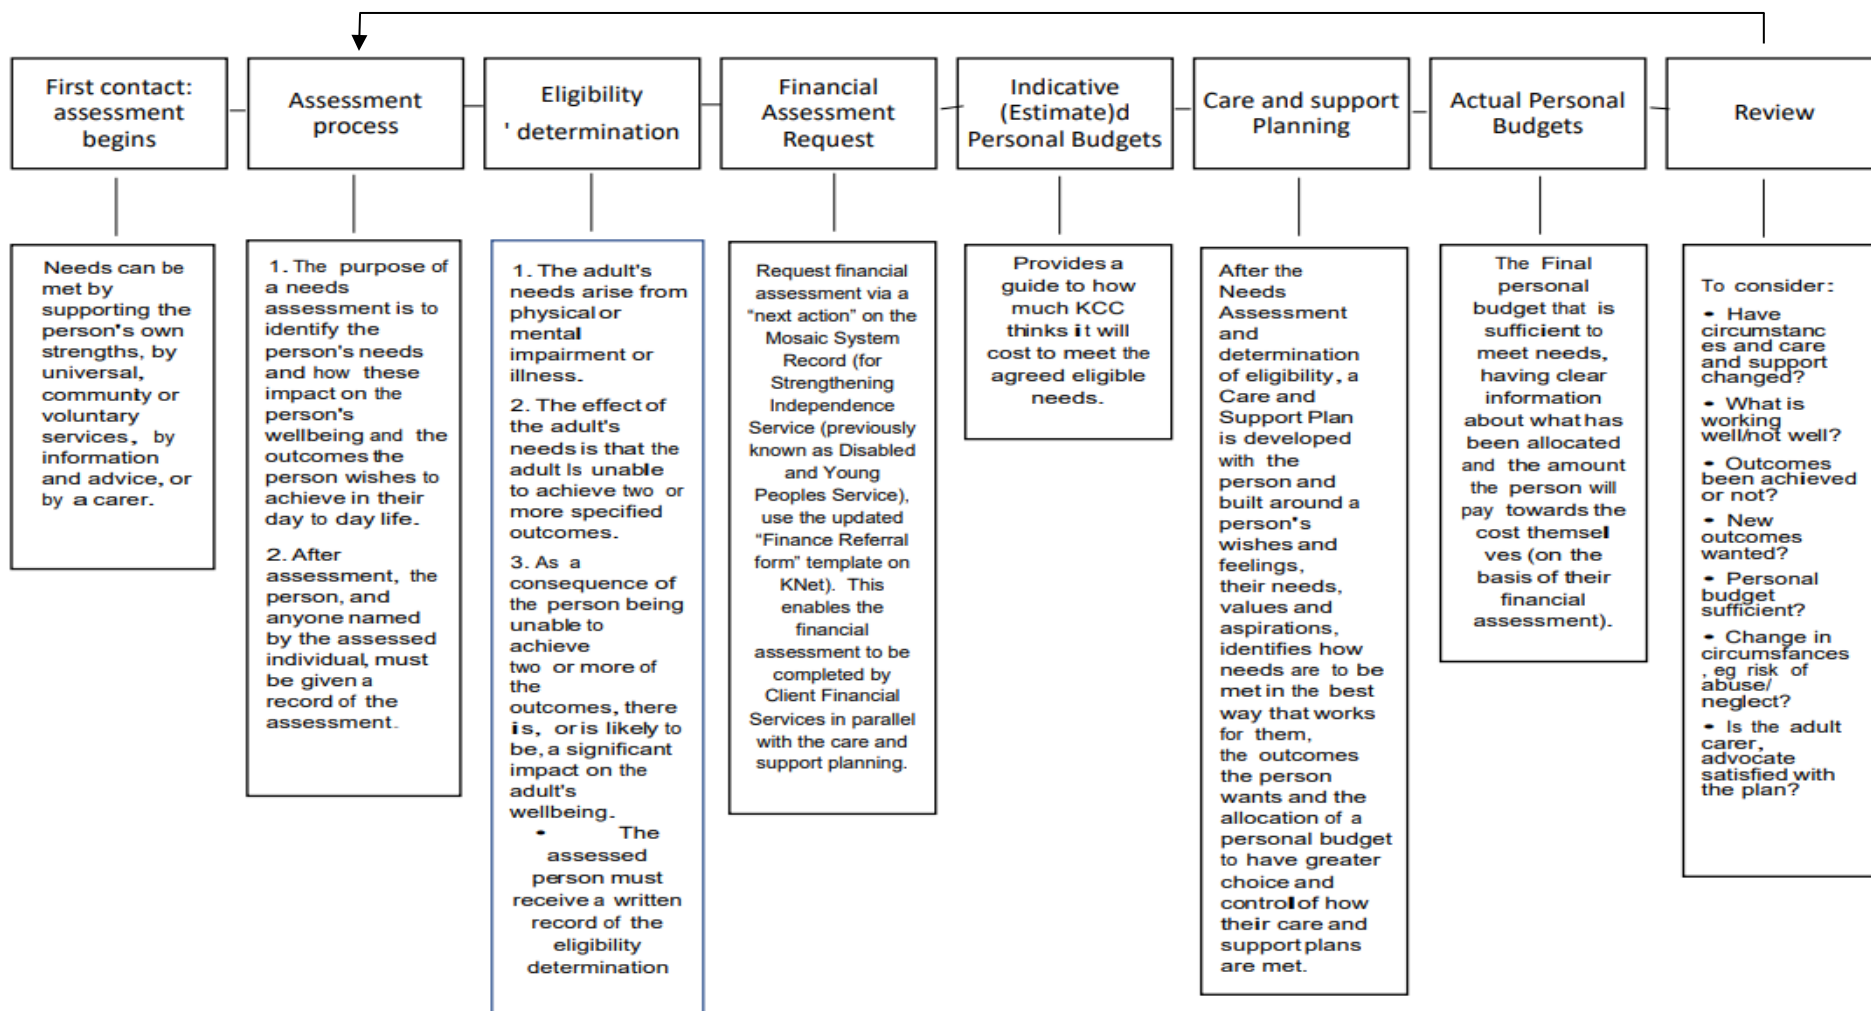 First contact:
assessment
begins
Assessment
process
Eligibility
' determination
Financial
Assessment
Request
Indicative
(Estimate)d
Personal Budgets
Care and support
Planning
Actual Personal
Budgets
Review
Needs can be
met by
supporting the
person's own
strengths, by
universal,
community or
voluntary
services, by
information
and advice, or
by a carer.
1. The purpose of
a needs
assessment is to
identify the
person's needs
and how these
impact on the
person's
wellbeing and the
outcomes the
person wishes to
achieve in their
day to day life.
2. After
assessment, the
person, and
anyone named
by the assessed
individual, must
be given a
record of the
assessment.
1. The adult's
needs arise from
physical or
mental
impairment or
illness.
2. The effect of
the adult's
needs is that the
adult Is unable
to achieve two or
more specified
outcomes.
3. As a
consequence of
the person being
unable to
achieve
two or more of
the
outcomes, there
is, or is likely to
be, a significant
impact on the
adult's
wellbeing.
• The
assessed
person must
receive a written
record of the
eligibility
determination
Request financial
assessment via a
“next action” on the
Mosaic System
Record (for
Strengthening
Independence
Service (previously
known as Disabled
and Young
Peoples Service),
use the updated
“Finance Referral
form” template on
KNet). This
enables the
financial
assessment to be
completed by
Client Financial
Services in parallel
with the care and
support planning.
Provides a
guide to how
much KCC
thinks it will
cost to meet the
agreed eligible
needs.
After the
Needs
Assessment
and
determination
of eligibility, a
Care and
Support Plan
is developed
with the
person and
built around a
person's
wishes and
feelings,
their needs,
values and
aspirations,
identifies how
needs are to be
met in the best
way that works
for them,
the outcomes
the person
wants and the
allocation of a
personal budget
to have greater
choice and
control of how
their care and
support plans
are met.
The Final
personal
budget that is
sufficient to
meet needs,
having clear
information
about what has
been allocated
and the amount
the person will
pay towards the
cost themsel
ves (on the
basis of their
financial
assessment).
To consider:
• Have
circumstanc
es and care
and support
changed?
• What is
working
well/not well?
• Outcomes
been achieved
or not?
• New
outcomes
wanted?
• Personal
budget
sufficient?
• Change in
circumsfances
, eg risk of
abuse/
neglect?
• Is the adult
carer,
advocate
satisfied with
the plan?